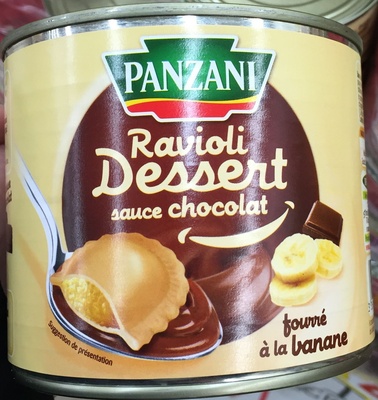 PANZANI
Ravioli
Dessert
sauce chocolat
fourré
à la banane
Suggestion de présentation